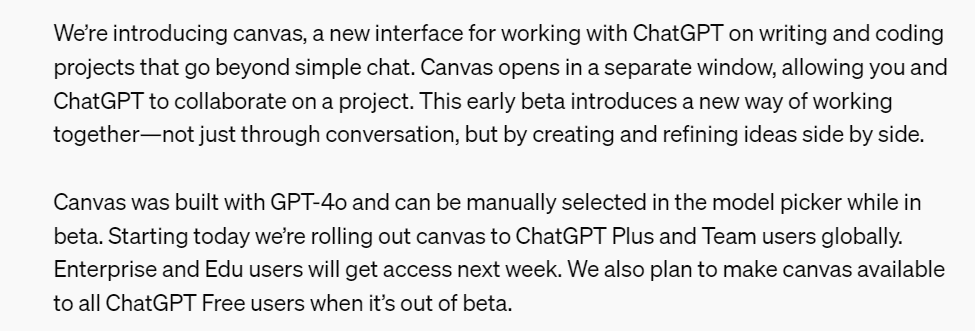 We’re introducing canvas, a new interface for working with ChatGPT on writing and coding
projects that go beyond simple chat. Canvas opens in a separate window, allowing you and
ChatGPT to collaborate on a project. This early beta introduces a new way of working
together—not just through conversation, but by creating and refining ideas side by side.
Canvas was built with GPT-4o and can be manually selected in the model picker while in
beta. Starting today we’re rolling out canvas to ChatGPT Plus and Team users globally.
Enterprise and Edu users will get access next week. We also plan to make canvas available
to all ChatGPT Free users when it’s out of beta.